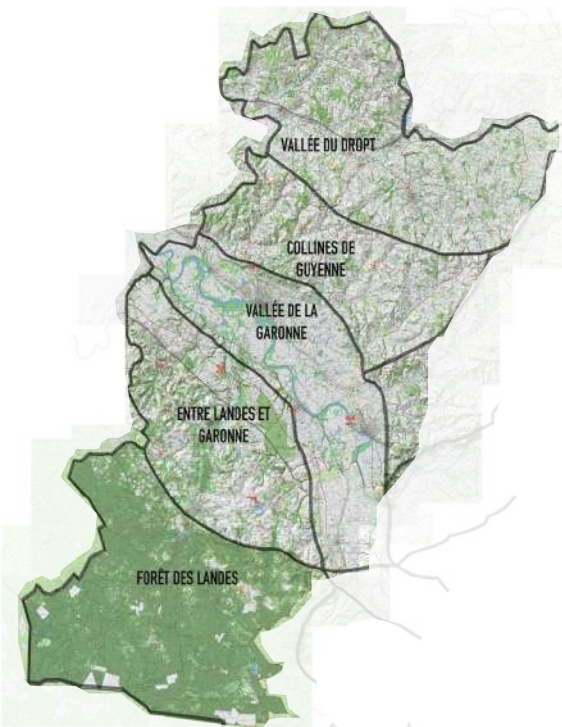 VALLÉE DU DROPT
COLLINES DE
GUYENNE
VALLÉE DE LA
GARONNE
ENTRE LANDES ET
GARONNE
FORÊT DES LANDES